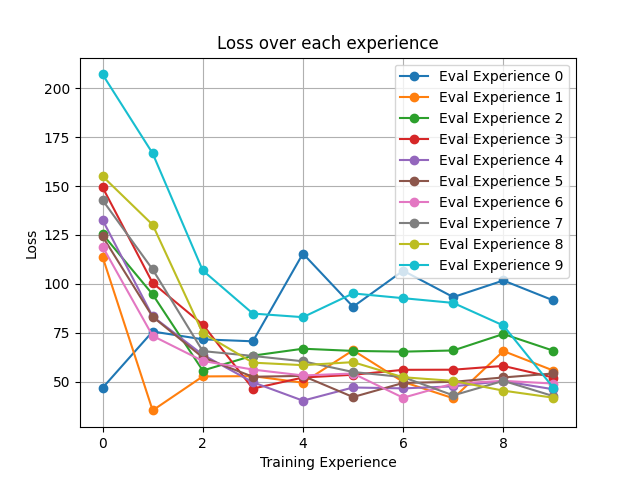 Loss over each experience
Eval Experience 0
Eval Experience 1
Eval Experience 2
Eval Experience 3
Eval Experience 4
Eval Experience 5
Eval Experience 6
Eval Experience 7
Eval Experience 8
Eval Experience 9
Loss
200
175
150
125
100
75
50
0 2 4 6 8
Training Experience